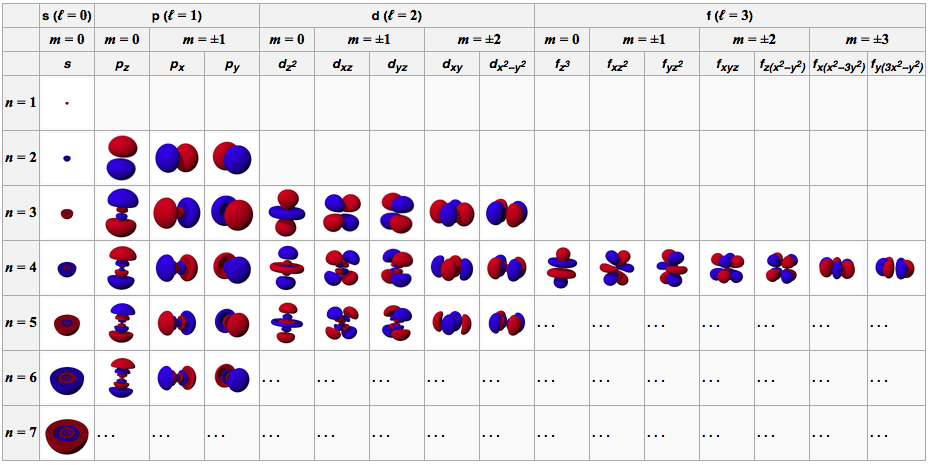 s (ℓ = 0) p (ℓ = 1) d (ℓ = 2) f (ℓ = 3)
m = 0 m = 0 m = ±1 m = 0 m = ±1 m = ±2 m = 0 m = ±1 m = ±2 m = ±3
s pz px py dz2 dxz dyz dxy dx2−y2 fz3 fxz2 fyz2 fxyz fz(x2−y2) fx(x2−3y2) fy(3x2−y2)
n = 1
n = 2
n = 3
n = 4
n = 5 ... ... ... ... ... ... ...
n = 6 ... ... ... ... ... ... ... ... ... ... ... ...
n = 7 ... ... ... ... ... ... ... ... ... ... ... ... ... ... ...